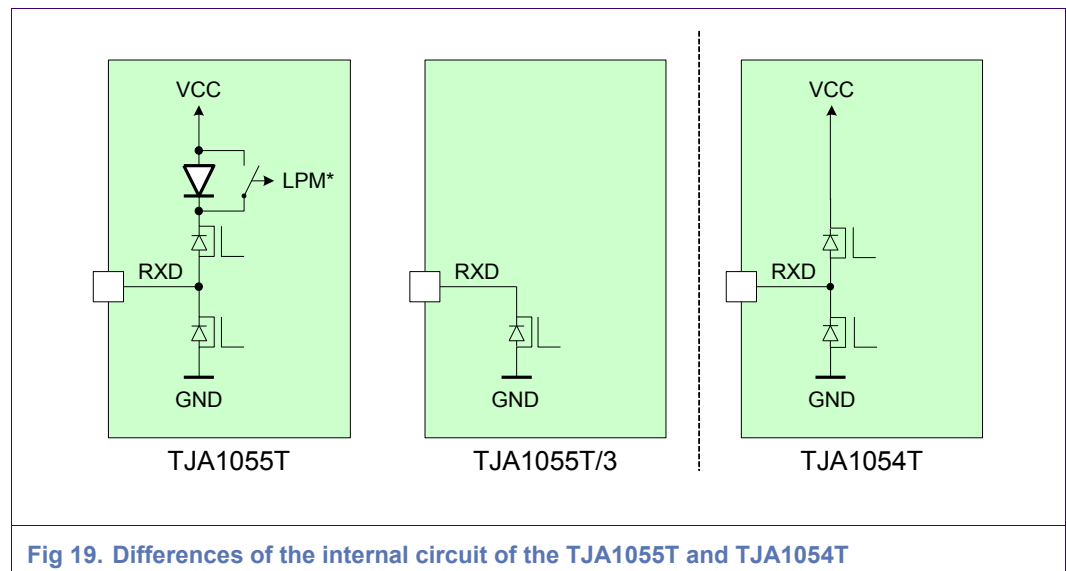 VCC
LPM*
RXD
GND
TJA1055T
RXD
GND
TJA1055T/3
VCC
RXD
GND
TJA1054T
Fig 19. Differences of the internal circuit of the TJA1055T and TJA1054T